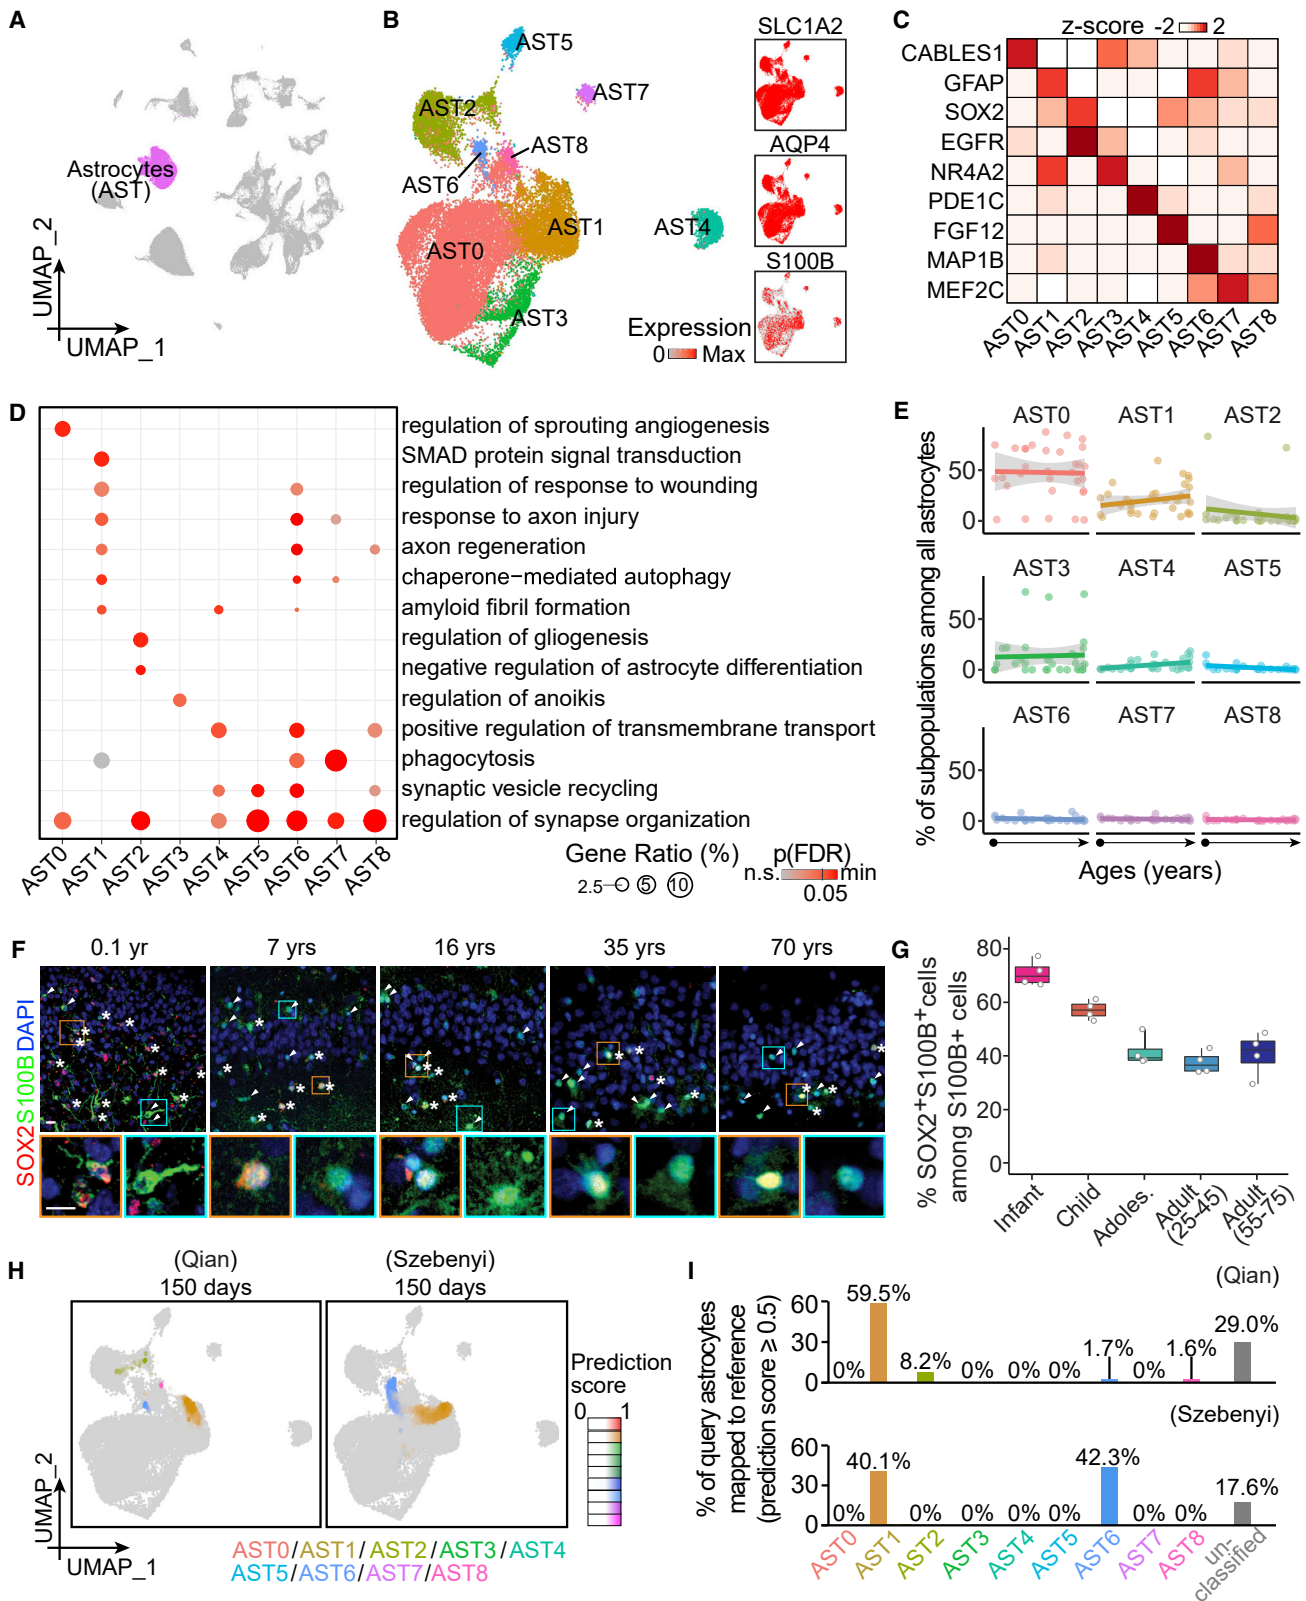 A
Astrocytes
(AST)
UMAP_2
UMAP_1
B
AST5
AST2
AST7
AST8
AST6
AST1
AST4
AST0
AST3
SLC1A2
AQP4
S100B
Expression
0 Max
C
z-score -2 2
CABLES1
GFAP
SOX2
EGFR
NR4A2
PDE1C
FGF12
MAP1B
MEF2C
AST0 AST1 AST2 AST3 AST4 AST5 AST6 AST7 AST8
D
regulation of sprouting angiogenesis
SMAD protein signal transduction
regulation of response to wounding
response to axon injury
axon regeneration
chaperone−mediated autophagy
amyloid fibril formation
regulation of gliogenesis
negative regulation of astrocyte differentiation
regulation of anoikis
positive regulation of transmembrane transport
phagocytosis
synaptic vesicle recycling
regulation of synapse organization
AST0 AST1 AST2 AST3 AST4 AST5 AST6 AST7 AST8
Gene Ratio (%)
2.5 5 10
p(FDR)
n.s. min
0.05
E
% of subpopulations among all astrocytes
AST0 AST1 AST2
50
0
AST3 AST4 AST5
50
0
AST6 AST7 AST8
50
0
Ages (years)
F
0.1 yr 7 yrs 16 yrs 35 yrs 70 yrs
SOX2 S100B DAPI
G
% SOX2+S100B+cells
among S100B+ cells
80
60
40
20
0
Infant
Child
Adoles.
Adult
(25-45)
Adult
(55-75)
H
(Qian)
150 days
(Szebenyi)
150 days
Prediction
score
0 1
UMAP_2
UMAP_1
AST0/AST1/AST2/AST3/AST4
AST5/AST6/AST7/AST8
I
% of query astrocytes
mapped to reference
(prediction score ≥ 0.5)
(Qian)
60
30
0
0% 59.5% 8.2% 0% 0% 0% 1.7% 0% 1.6% 29.0%
(Szebenyi)
60
30
0
0% 40.1% 0% 0% 0% 0% 42.3% 0% 0% 17.6%
AST0 AST1 AST2 AST3 AST4 AST5 AST6 AST7 AST8
un-
classified